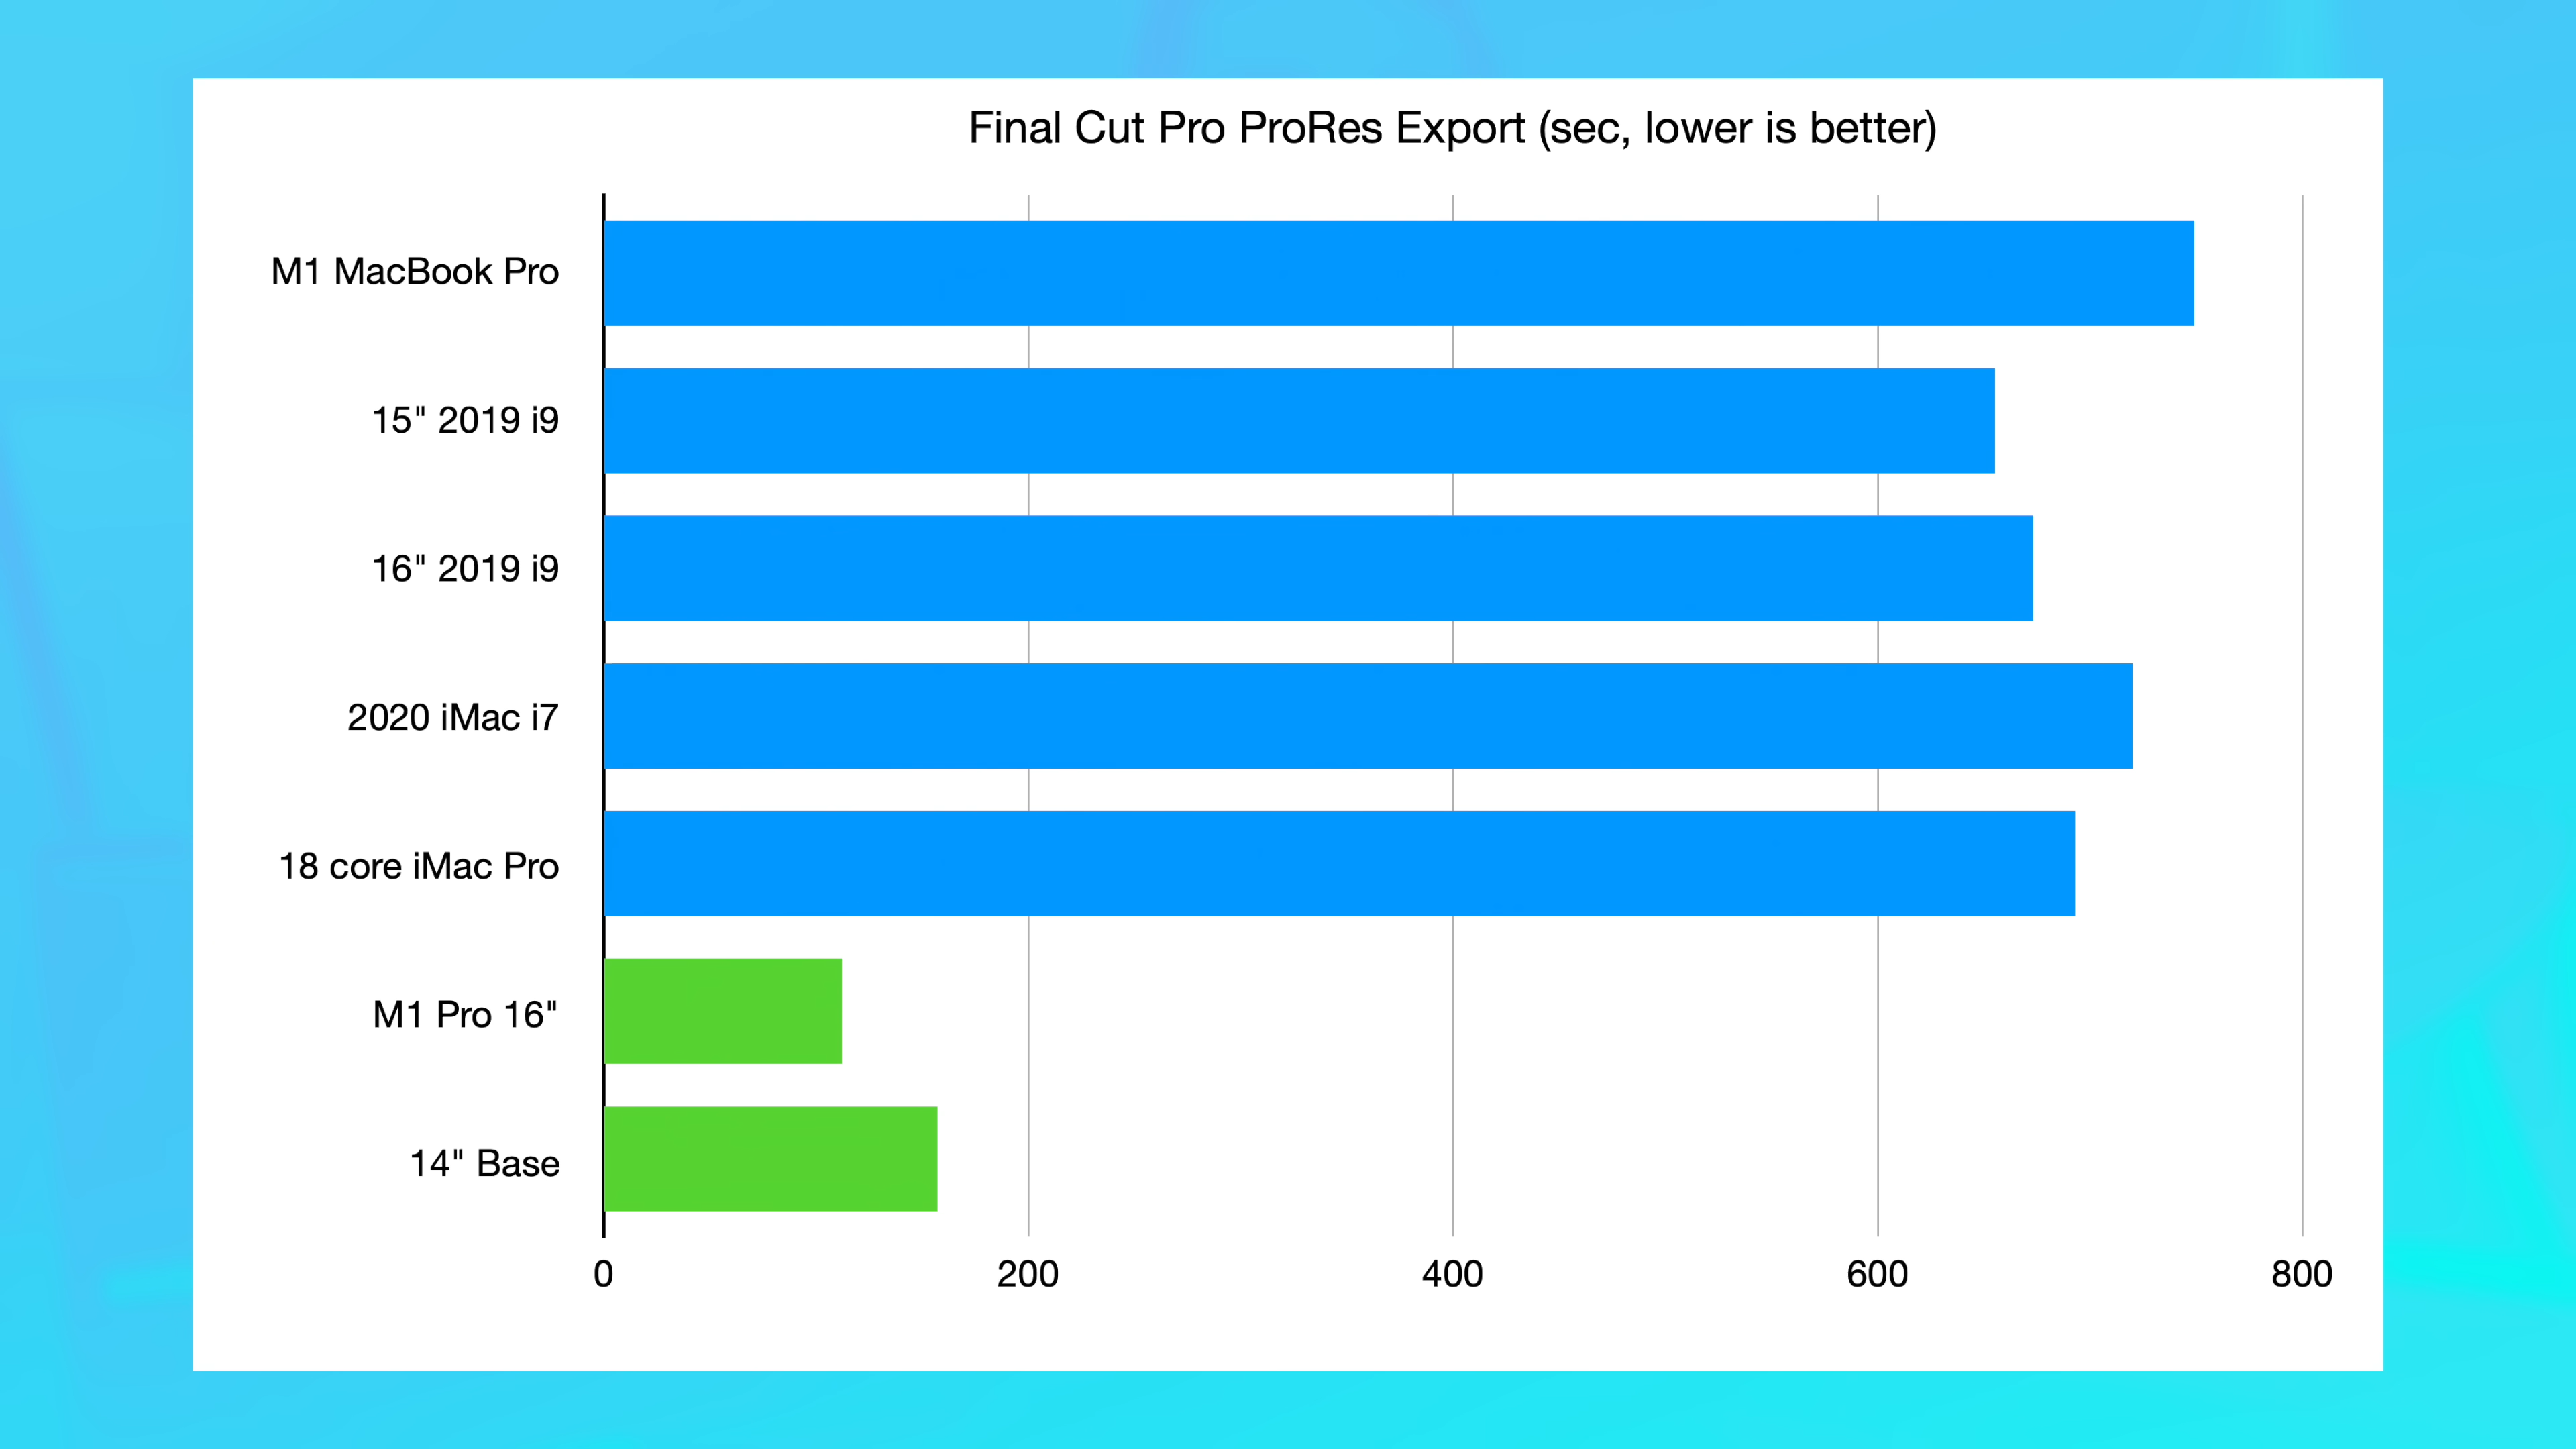 Final Cut Pro ProRes Export (sec, lower is better)
M1 MacBook Pro
15" 2019 i9
16" 2019 i9
2020 iMac i7
18 core iMac Pro
M1 Pro 16"
14" Base
0 200 400 600 800